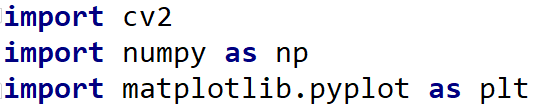 import cv2
import numpy as np
import matplotlib.pyplot as plt